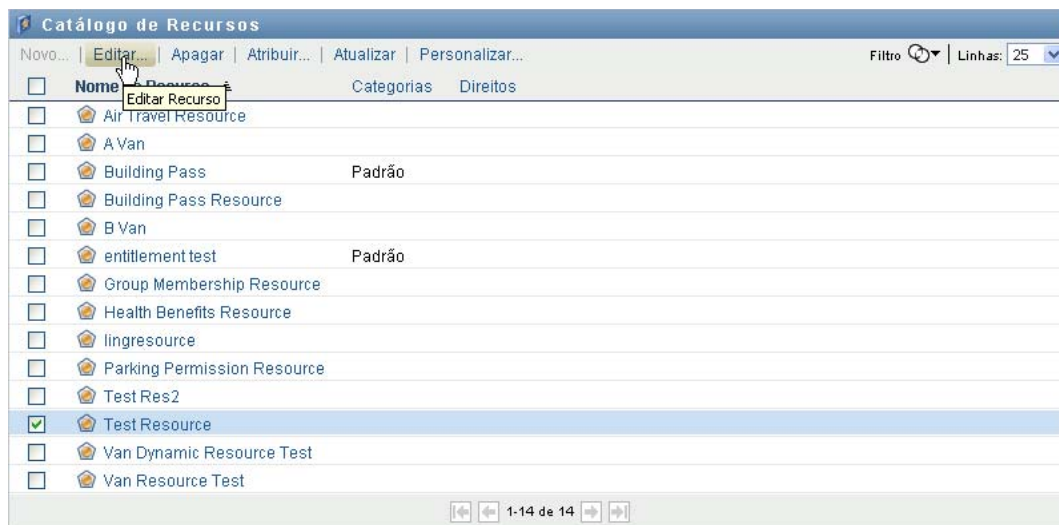 Catálogo de Recursos
Novo... | Editar... | Apagar | Atribuir... | Atualizar | Personalizar... Filtro | Linhas: 25
Nome Categorias Direitos
Editar Recurso
Air Travel Resource
A Van
Building Pass Padrão
Building Pass Resource
B Van
entitlement test Padrão
Group Membership Resource
Health Benefits Resource
lingresource
Parking Permission Resource
Test Res2
Test Resource
Van Dynamic Resource Test
Van Resource Test
1-14 de 14